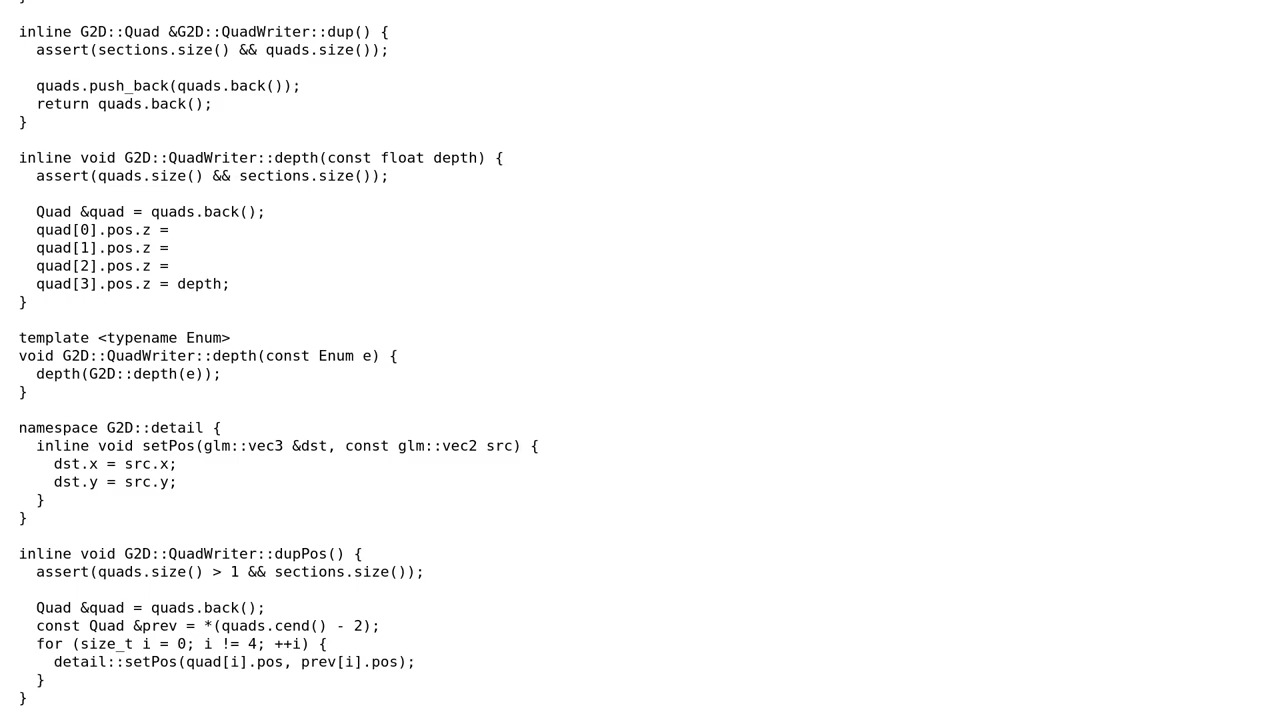 }
inline G2D::Quad &G2D::QuadWriter::dup() {
  assert(sections.size() && quads.size());

  quads.push_back(quads.back());
  return quads.back();
}

inline void G2D::QuadWriter::depth(const float depth) {
  assert(quads.size() && sections.size());

  Quad &quad = quads.back();
  quad[0].pos.z =
  quad[1].pos.z =
  quad[2].pos.z =
  quad[3].pos.z = depth;
}

template <typename Enum>
void G2D::QuadWriter::depth(const Enum e) {
  depth(G2D::depth(e));
}

namespace G2D::detail {
  inline void setPos(glm::vec3 &dst, const glm::vec2 src) {
    dst.x = src.x;
    dst.y = src.y;
  }
}

inline void G2D::QuadWriter::dupPos() {
  assert(quads.size() > 1 && sections.size());

  Quad &quad = quads.back();
  const Quad &prev = *(quads.cend() - 2);
  for (size_t i = 0; i != 4; ++i) {
    detail::setPos(quad[i].pos, prev[i].pos);
  }
}